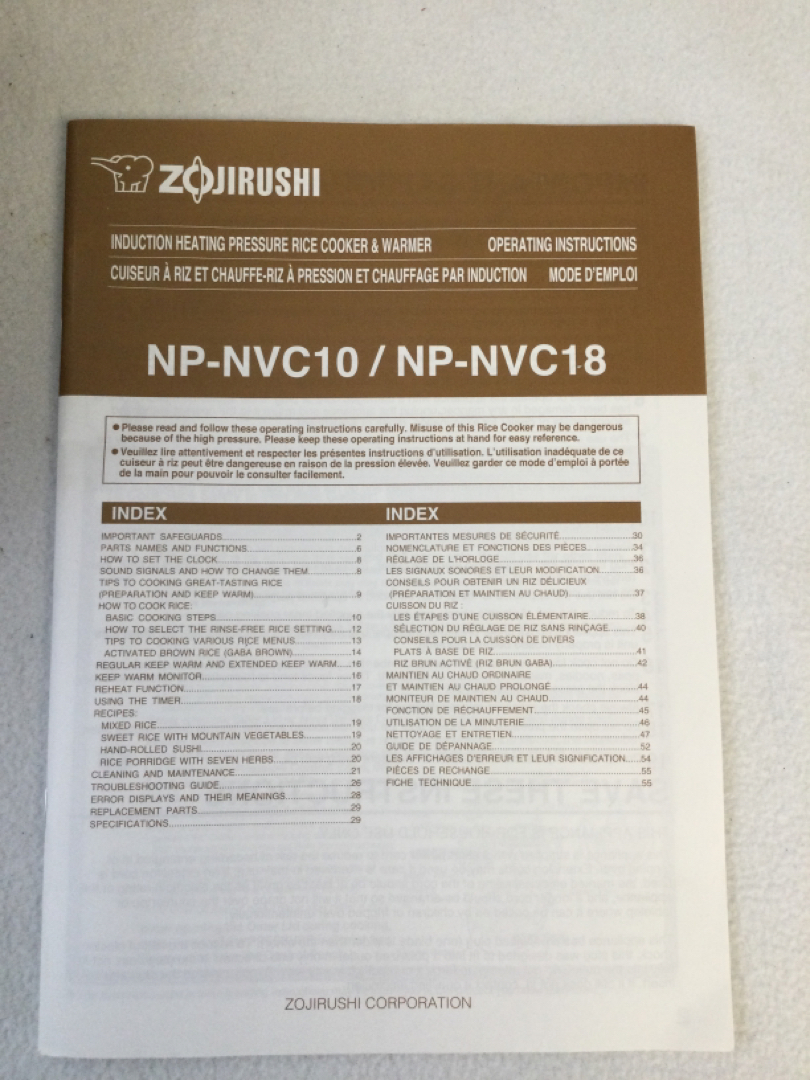 ZOJIRUSHI
INDUCTION HEATING PRESSURE RICE COOKER & WARMER OPERATING INSTRUCTIONS
CUISEUR À RIZ ET CHAUFFE-RIZ À PRESSION ET CHAUFFAGE PAR INDUCTION MODE D'EMPLOI
NP-NVC10 / NP-NVC18
● Please read and follow these operating instructions carefully. Misuse of this Rice Cooker may be dangerous
because of the high pressure. Please keep these operating instructions at hand for easy reference.
● Veuillez lire attentivement et respecter les présentes instructions d'utilisation. L'utilisation inadéquate de ce
cuiseur à riz peut être dangereuse en raison de la pression élevée. Veuillez garder ce mode d'emploi à portée
de la main pour pouvoir le consulter facilement.
INDEX
IMPORTANT SAFEGUARDS...2
PARTS NAMES AND FUNCTIONS...6
HOW TO SET THE CLOCK...8
SOUND SIGNALS AND HOW TO CHANGE THEM...8
TIPS TO COOKING GREAT-TASTING RICE
(PREPARATION AND KEEP WARM)...9
HOW TO COOK RICE:
BASIC COOKING STEPS...10
HOW TO SELECT THE RINSE-FREE RICE SETTING...12
TIPS TO COOKING VARIOUS RICE MENUS...13
ACTIVATED BROWN RICE (GABA BROWN)...14
REGULAR KEEP WARM AND EXTENDED KEEP WARM...16
KEEP WARM MONITOR...16
REHEAT FUNCTION...17
USING THE TIMER...18
RECIPES:
MIXED RICE...19
SWEET RICE WITH MOUNTAIN VEGETABLES...19
HAND-ROLLED SUSHI...20
RICE PORRIDGE WITH SEVEN HERBS...20
CLEANING AND MAINTENANCE...21
TROUBLESHOOTING GUIDE...26
ERROR DISPLAYS AND THEIR MEANINGS...28
REPLACEMENT PARTS...29
SPECIFICATIONS...29
INDEX
IMPORTANTES MESURES DE SÉCURITÉ...30
NOMENCLATURE ET FONCTIONS DES PIÈCES...34
RÉGLAGE DE L'HORLOGE...36
LES SIGNAUX SONORES ET LEUR MODIFICATION...36
CONSEILS POUR OBTENIR UN RIZ DÉLICIEUX
(PRÉPARATION ET MAINTIEN AU CHAUD)...37
CUISSON DU RIZ :
LES ÉTAPES D'UNE CUISSON ÉLÉMENTAIRE...38
SÉLECTION DU RÉGLAGE DE RIZ SANS RINÇAGE...40
CONSEILS POUR LA CUISSON DE DIVERS
PLATS À BASE DE RIZ...41
RIZ BRUN ACTIVÉ (RIZ BRUN GABA)...42
MAINTIEN AU CHAUD ORDINAIRE
ET MAINTIEN AU CHAUD PROLONGÉ...44
MONITEUR DE MAINTIEN AU CHAUD...44
FONCTION DE RÉCHAUFFEMENT...45
UTILISATION DE LA MINUTERIE...46
NETTOYAGE ET ENTRETIEN...47
GUIDE DE DÉPANNAGE...52
LES AFFICHAGES D'ERREUR ET LEUR SIGNIFICATION...54
PIÈCES DE RECHANGE...55
FICHE TECHNIQUE...55
ZOJIRUSHI CORPORATION